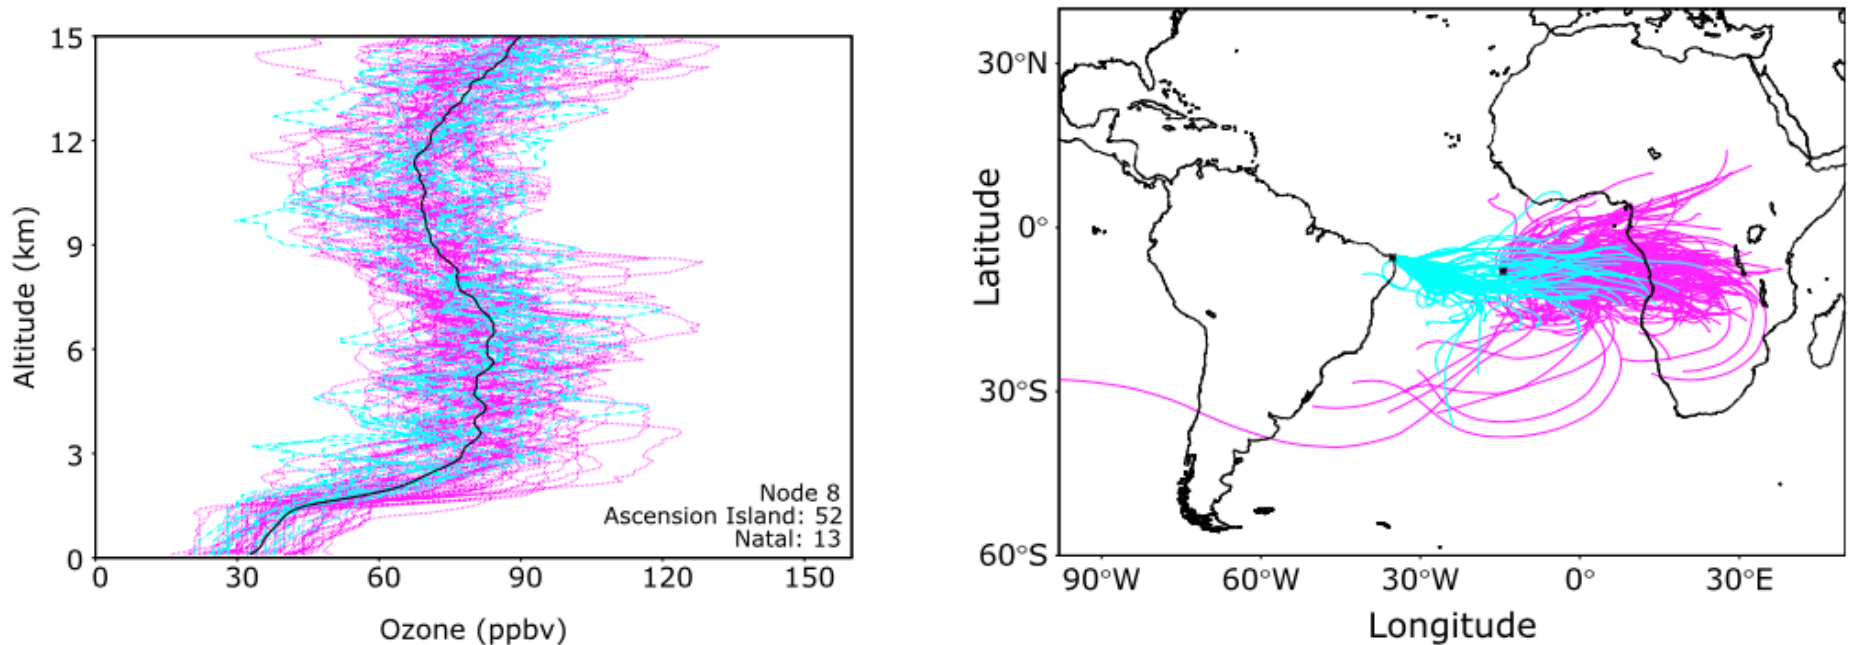 15
12
9
6
3
0
Altitude (km)
Node 8
Ascension Island: 52
Natal: 13
0
30
60
90
120
150
Ozone (ppbv)
30°N
0°
30°S
60°S
Latitude
90°W
60°W
30°W
0°
30°E
Longitude